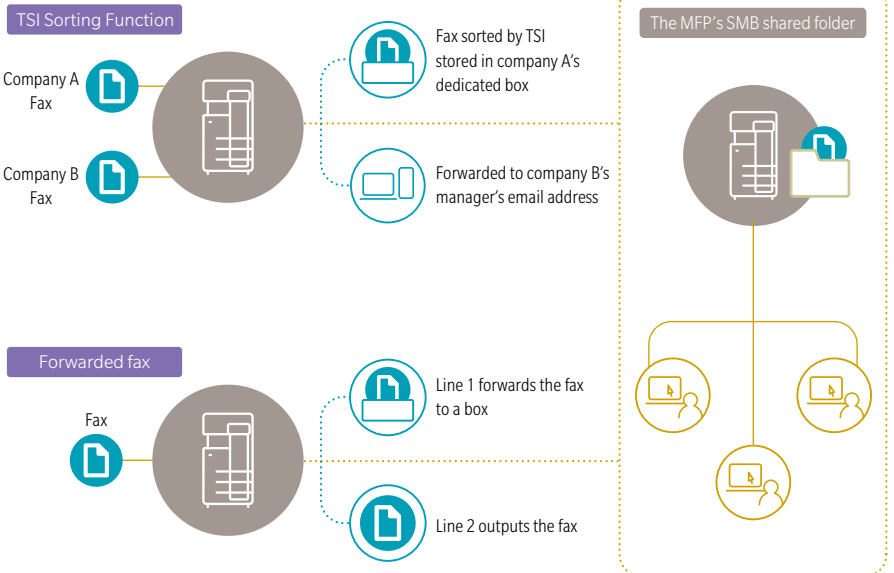 TSI Sorting Function
Company A
Fax
Company B
Fax
Fax sorted by TSI
stored in company A's
dedicated box
Forwarded to company B's
manager's email address
Forwarded fax
Fax
Line 1 forwards the fax
to a box
Line 2 outputs the fax
The MFP's SMB shared folder